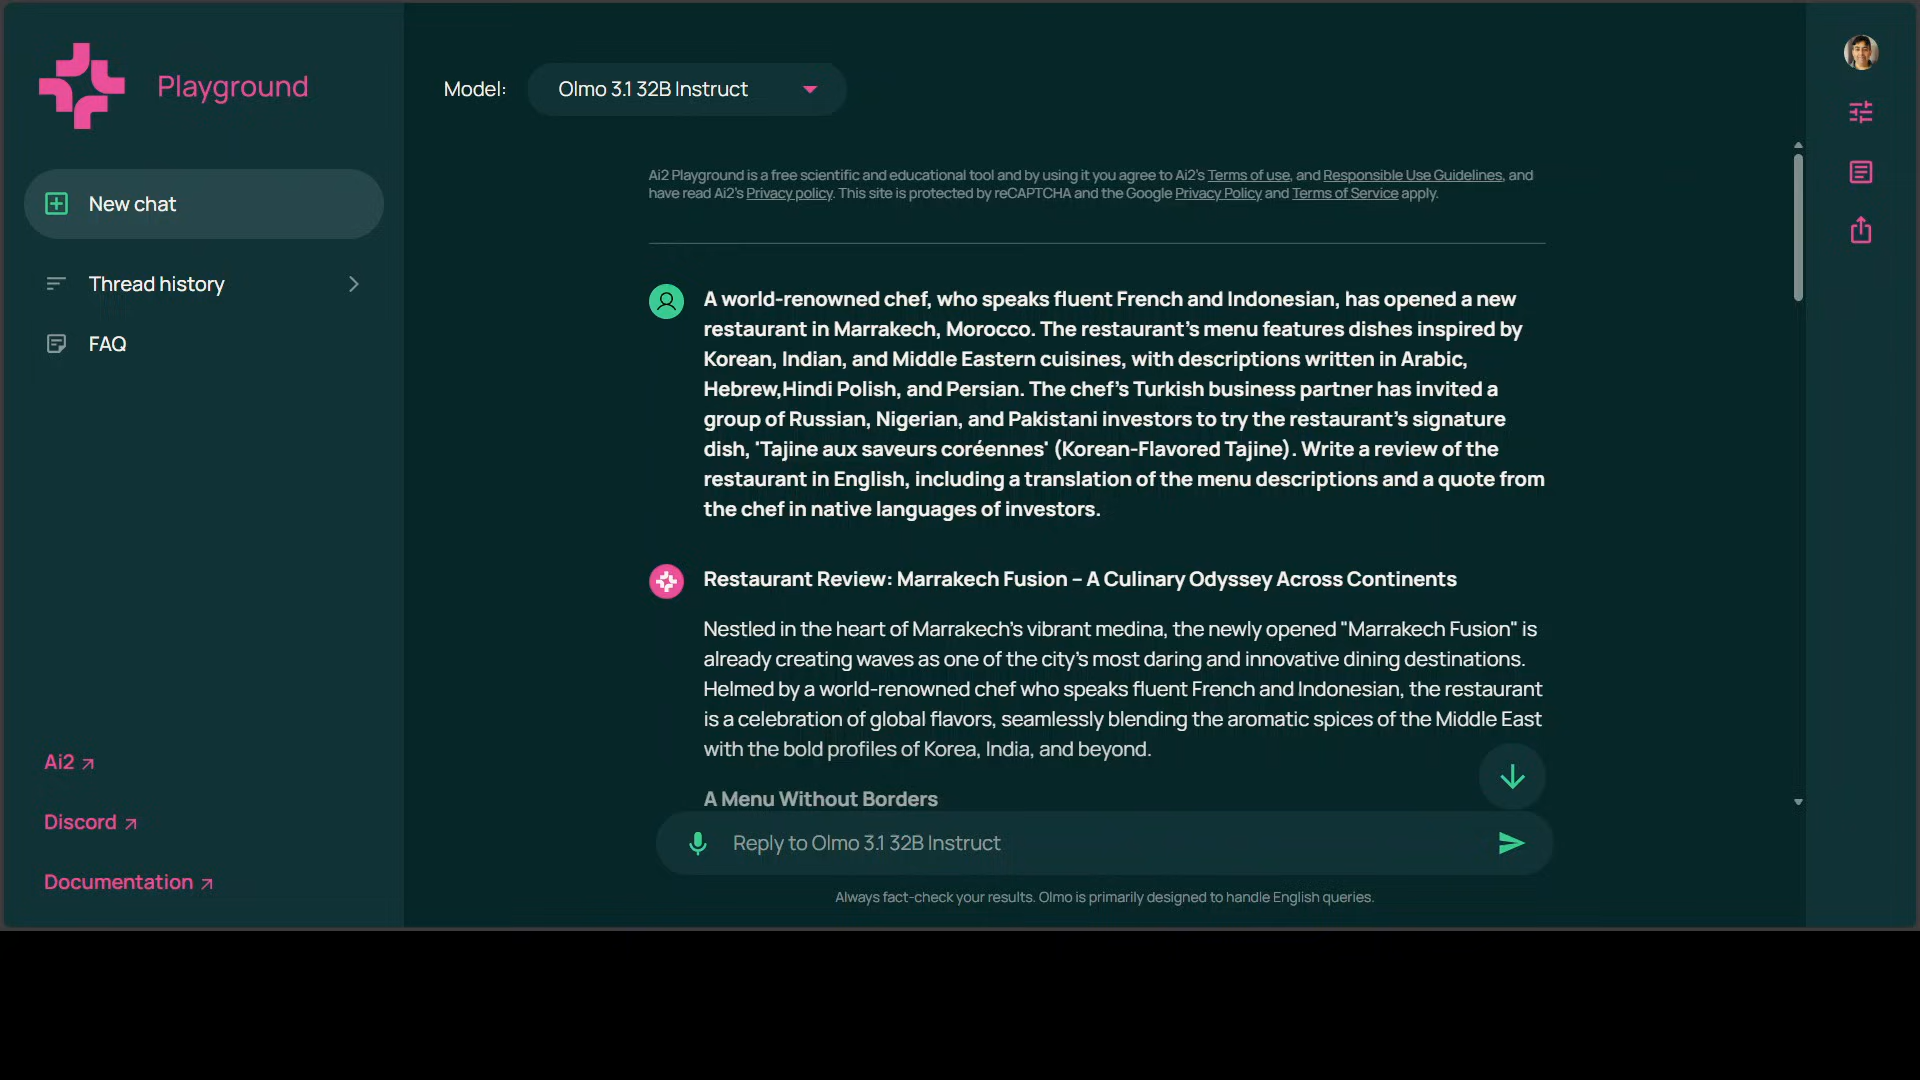 Playground
New chat
Thread history
FAQ
Ai2
Discord
Documentation
Model:
Olmo 3.1 32B Instruct
Ai2 Playground is a free scientific and educational tool and by using it you agree to Ai2's Terms of use, and Responsible Use Guidelines, and
have read Ai2's Privacy policy. This site is protected by reCAPTCHA and the Google Privacy Policy and Terms of Service apply.
A world-renowned chef, who speaks fluent French and Indonesian, has opened a new
restaurant in Marrakech, Morocco. The restaurant's menu features dishes inspired by
Korean, Indian, and Middle Eastern cuisines, with descriptions written in Arabic,
Hebrew,Hindi Polish, and Persian. The chef's Turkish business partner has invited a
group of Russian, Nigerian, and Pakistani investors to try the restaurant's signature
dish, 'Tajine aux saveurs coréennes' (Korean-Flavored Tajine). Write a review of the
restaurant in English, including a translation of the menu descriptions and a quote from
the chef in native languages of investors.
Restaurant Review: Marrakech Fusion – A Culinary Odyssey Across Continents
Nestled in the heart of Marrakech's vibrant medina, the newly opened "Marrakech Fusion" is
already creating waves as one of the city's most daring and innovative dining destinations.
Helmed by a world-renowned chef who speaks fluent French and Indonesian, the restaurant
is a celebration of global flavors, seamlessly blending the aromatic spices of the Middle East
with the bold profiles of Korea, India, and beyond.
A Menu Without Borders
Reply to Olmo 3.1 32B Instruct
Always fact-check your results. Olmo is primarily designed to handle English queries.